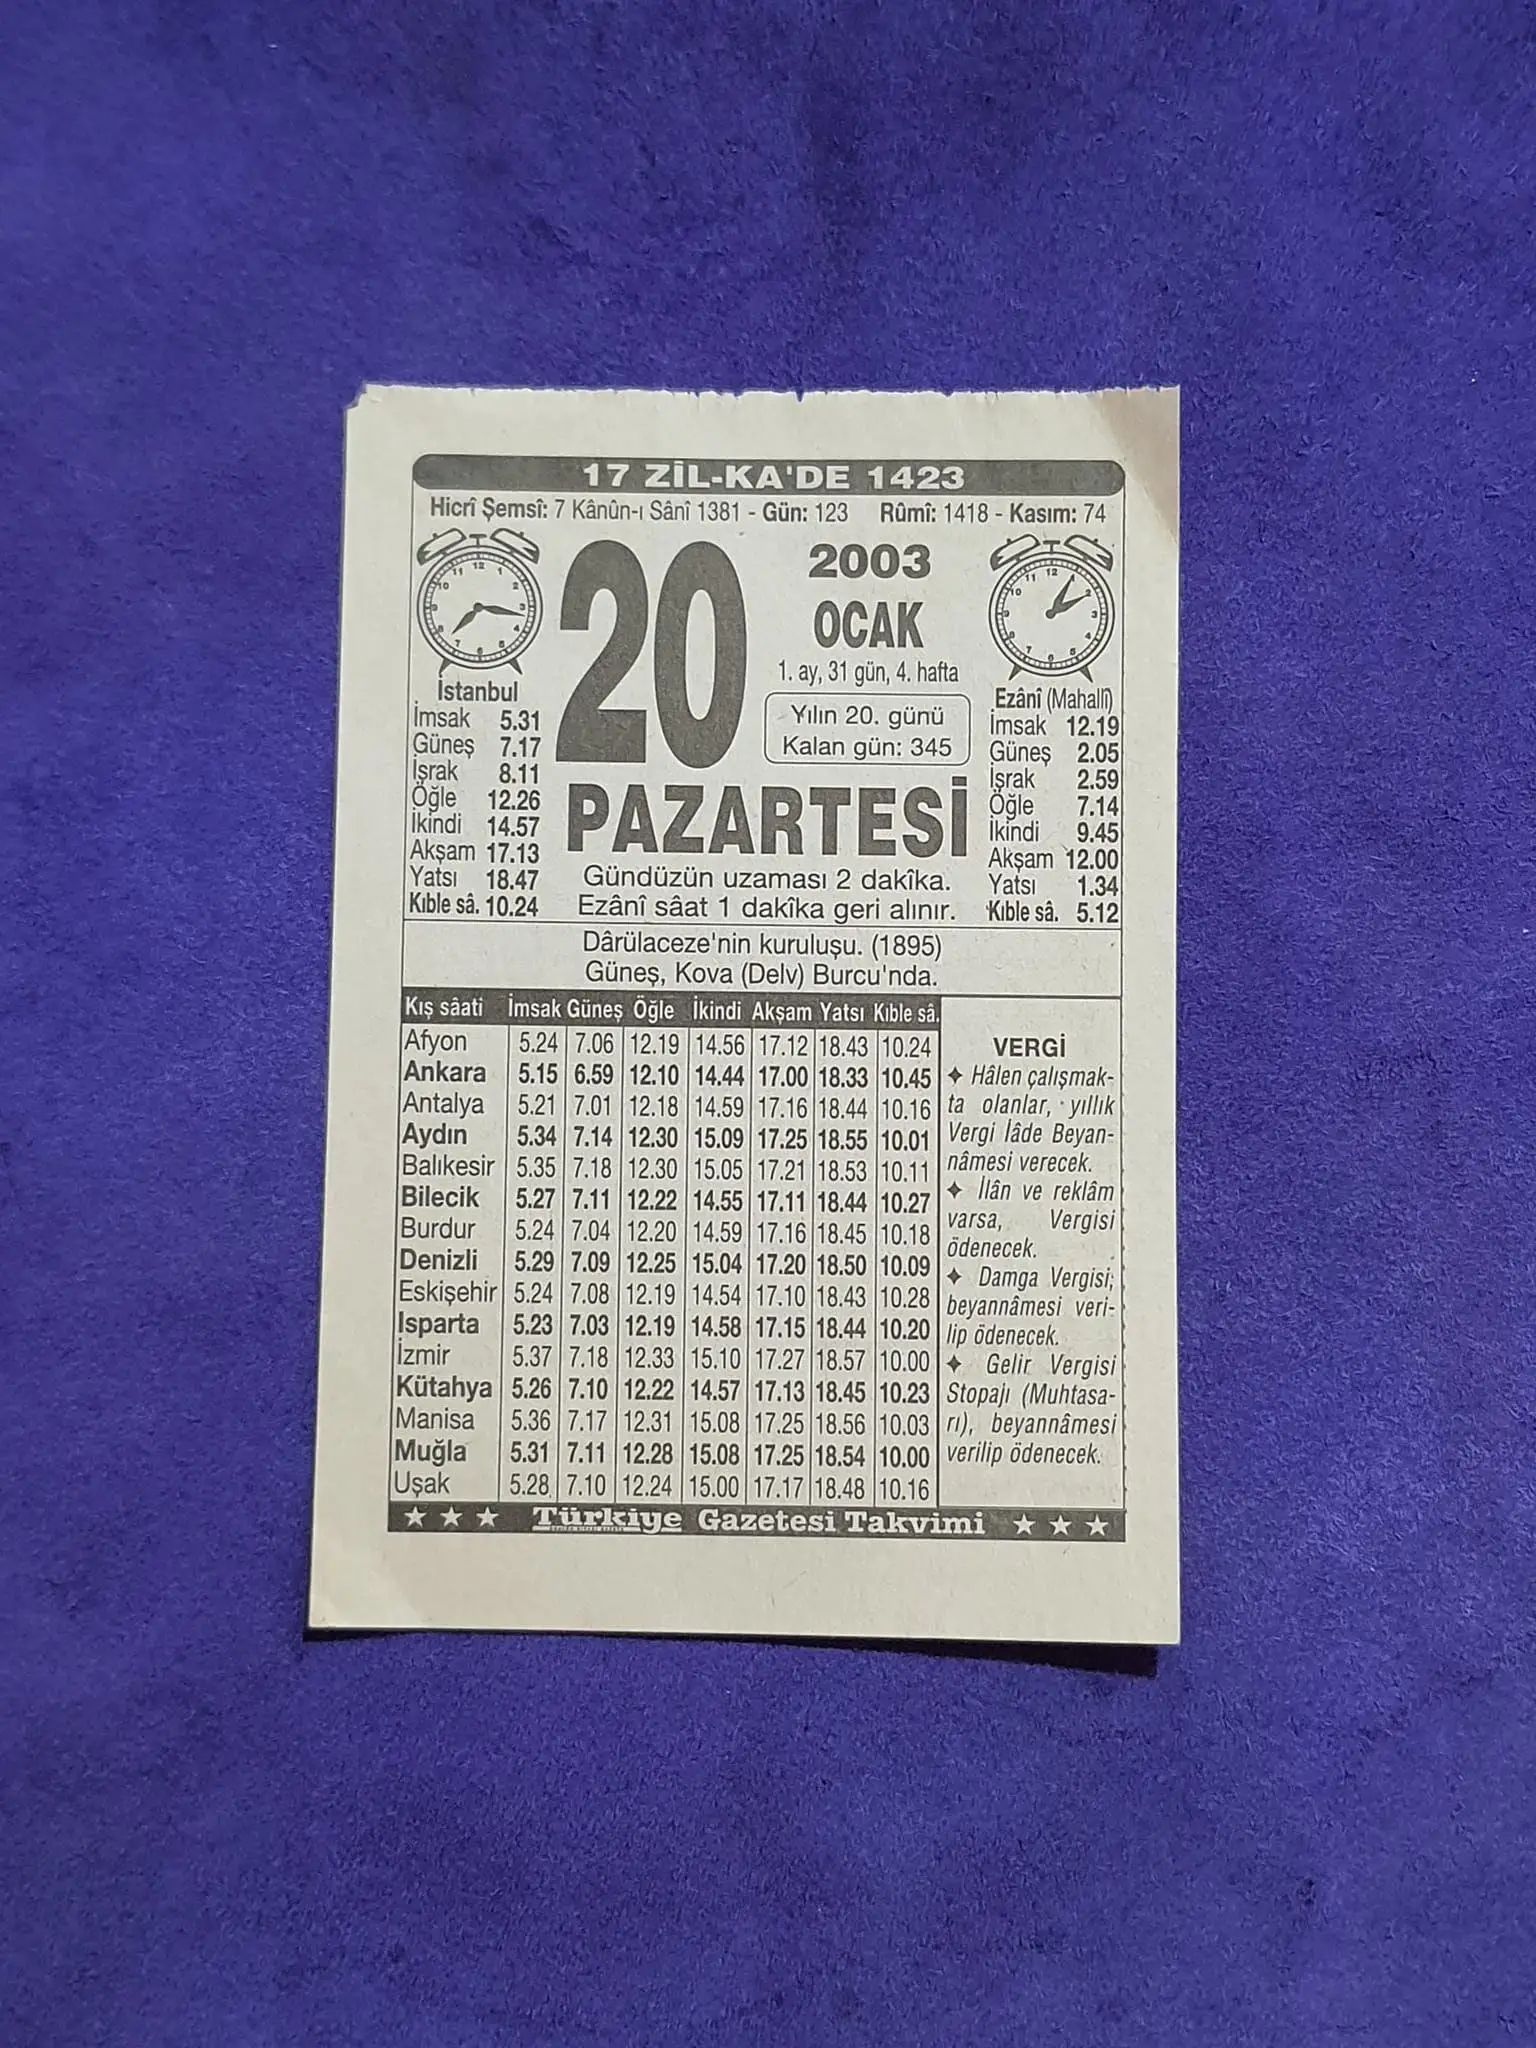 17 ZİL-KA'DE 1423
Hicrî Şemsî: 7 Kânûn-ı Sânî 1381 - Gün: 123 Rûmî: 1418 - Kasım: 74
İstanbul
İmsak 5.31
Güneş 7.17
İşrak 8.11
Öğle 12.26
İkindi 14.57
Akşam 17.13
Yatsı 18.47
Kıble sâ. 10.24
20
2003
OCAK
1. ay, 31 gün, 4. hafta
Yılın 20. günü
Kalan gün: 345
PAZARTESİ
Gündüzün uzaması 2 dakîka.
Ezânî sâat 1 dakîka geri alınır.
Ezânî (Mahallî)
İmsak 12.19
Güneş 2.05
İşrak 2.59
Öğle 7.14
İkindi 9.45
Akşam 12.00
Yatsı 1.34
Kıble sâ. 5.12
Dârülaceze'nin kuruluşu. (1895)
Güneş, Kova (Delv) Burcu'nda.
Kış sâati İmsak Güneş Öğle İkindi Akşam Yatsı Kıble sâ.
Afyon 5.24 7.06 12.19 14.56 17.12 18.43 10.24
Ankara 5.15 6.59 12.10 14.44 17.00 18.33 10.45
Antalya 5.21 7.01 12.18 14.59 17.16 18.44 10.16
Aydın 5.34 7.14 12.30 15.09 17.25 18.55 10.01
Balıkesir 5.35 7.18 12.30 15.05 17.21 18.53 10.11
Bilecik 5.27 7.11 12.22 14.55 17.11 18.44 10.27
Burdur 5.24 7.04 12.20 14.59 17.16 18.45 10.18
Denizli 5.29 7.09 12.25 15.04 17.20 18.50 10.09
Eskişehir 5.24 7.08 12.19 14.54 17.10 18.43 10.28
Isparta 5.23 7.03 12.19 14.58 17.15 18.44 10.20
İzmir 5.37 7.18 12.33 15.10 17.27 18.57 10.00
Kütahya 5.26 7.10 12.22 14.57 17.13 18.45 10.23
Manisa 5.36 7.17 12.31 15.08 17.25 18.56 10.03
Muğla 5.31 7.11 12.28 15.08 17.25 18.54 10.00
Uşak 5.28 7.10 12.24 15.00 17.17 18.48 10.16
VERGİ
✦ Hâlen çalışmak-
ta olanlar, yıllık
Vergi İâde Beyan-
nâmesi verecek.
✦ İlân ve reklâm
varsa, Vergisi
ödenecek.
✦ Damga Vergisi;
beyannâmesi veri-
lip ödenecek.
✦ Gelir Vergisi
Stopajı (Muhtasa-
rı), beyannâmesi
verilip ödenecek.
★ ★ ★ Türkiye Gazetesi Takvimi ★ ★ ★